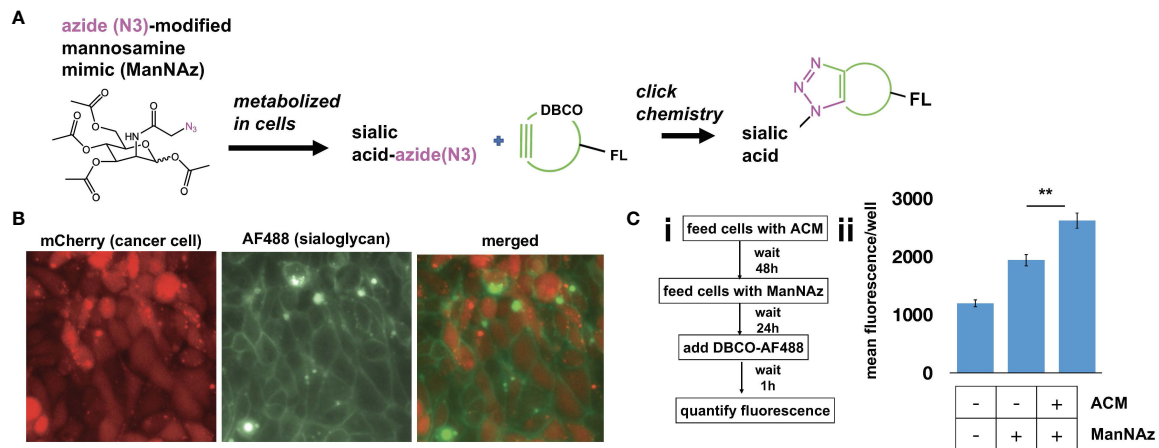 A
azide (N3)-modified
mannosamine
mimic (ManNAz)
O
O
O
O
O
O
O
O
HN
O
N3
O
O
metabolized
in cells
sialic
acid-azide(N3)
+
DBCO
FL
click
chemistry
N
N
N
FL
sialic
acid
B
mCherry (cancer cell)
AF488 (sialoglycan)
merged
C
i
feed cells with ACM
wait
48h
feed cells with ManNAz
wait
24h
add DBCO-AF488
wait
1h
quantify fluorescence
ii
mean fluorescence/well
3000
2000
1000
0
**
- - + ACM
- + + ManNAz